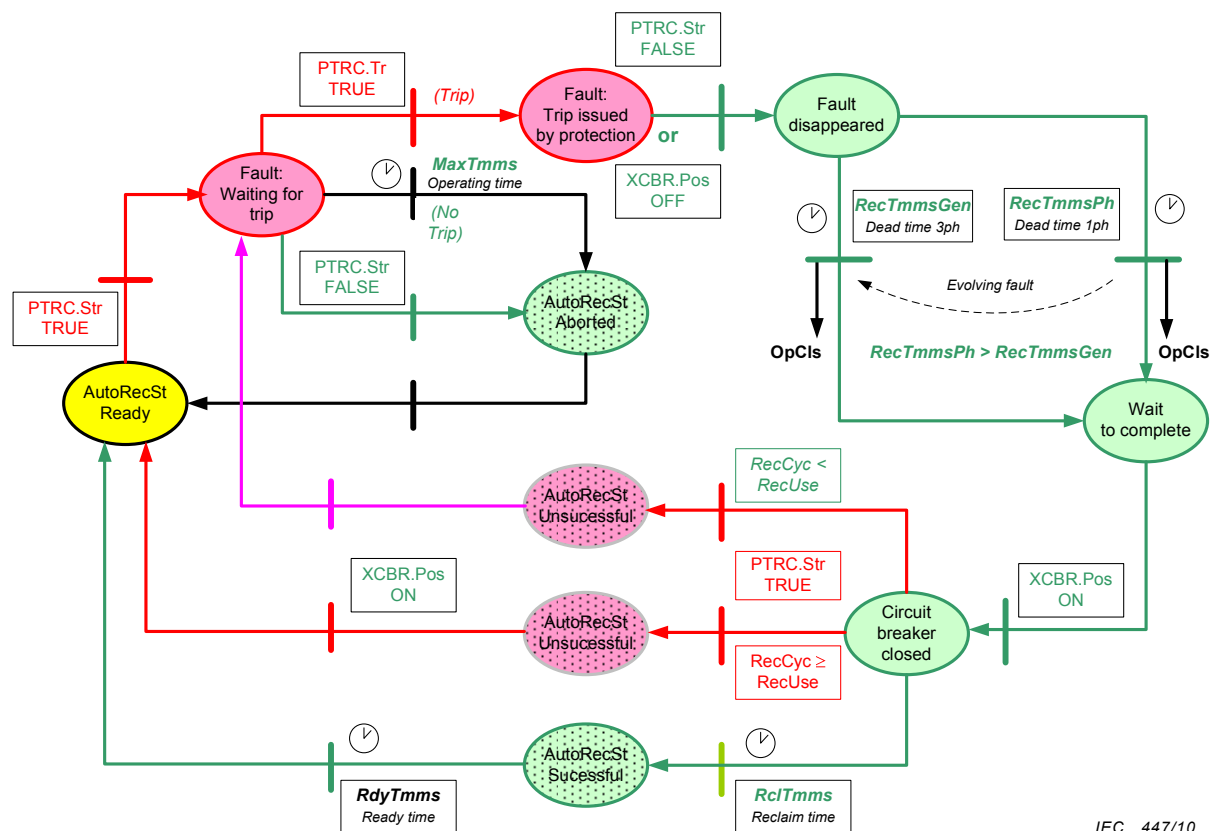 PTRC.Str
FALSE
PTRC.Tr
TRUE
(Trip)
Fault:
Trip issued
by protection
or
XCBR.Pos
OFF
Fault
disappeared
Fault:
Waiting for
trip
MaxTmms
Operating time
(No
Trip)
RecTmmsGen
Dead time 3ph
RecTmmsPh
Dead time 1ph
PTRC.Str
FALSE
PTRC.Str
TRUE
AutoRecSt
Aborted
Evolving fault
OpCls
RecTmmsPh > RecTmmsGen
OpCls
AutoRecSt
Ready
Wait
to complete
RecCyc <
RecUse
AutoRecSt
Unsucessful
PTRC.Str
TRUE
XCBR.Pos
ON
XCBR.Pos
ON
AutoRecSt
Unsuccessful
Circuit
breaker
closed
RecCyc ≥
RecUse
AutoRecSt
Sucessful
RdyTmms
Ready time
RclTmms
Reclaim time
IEC 447/10